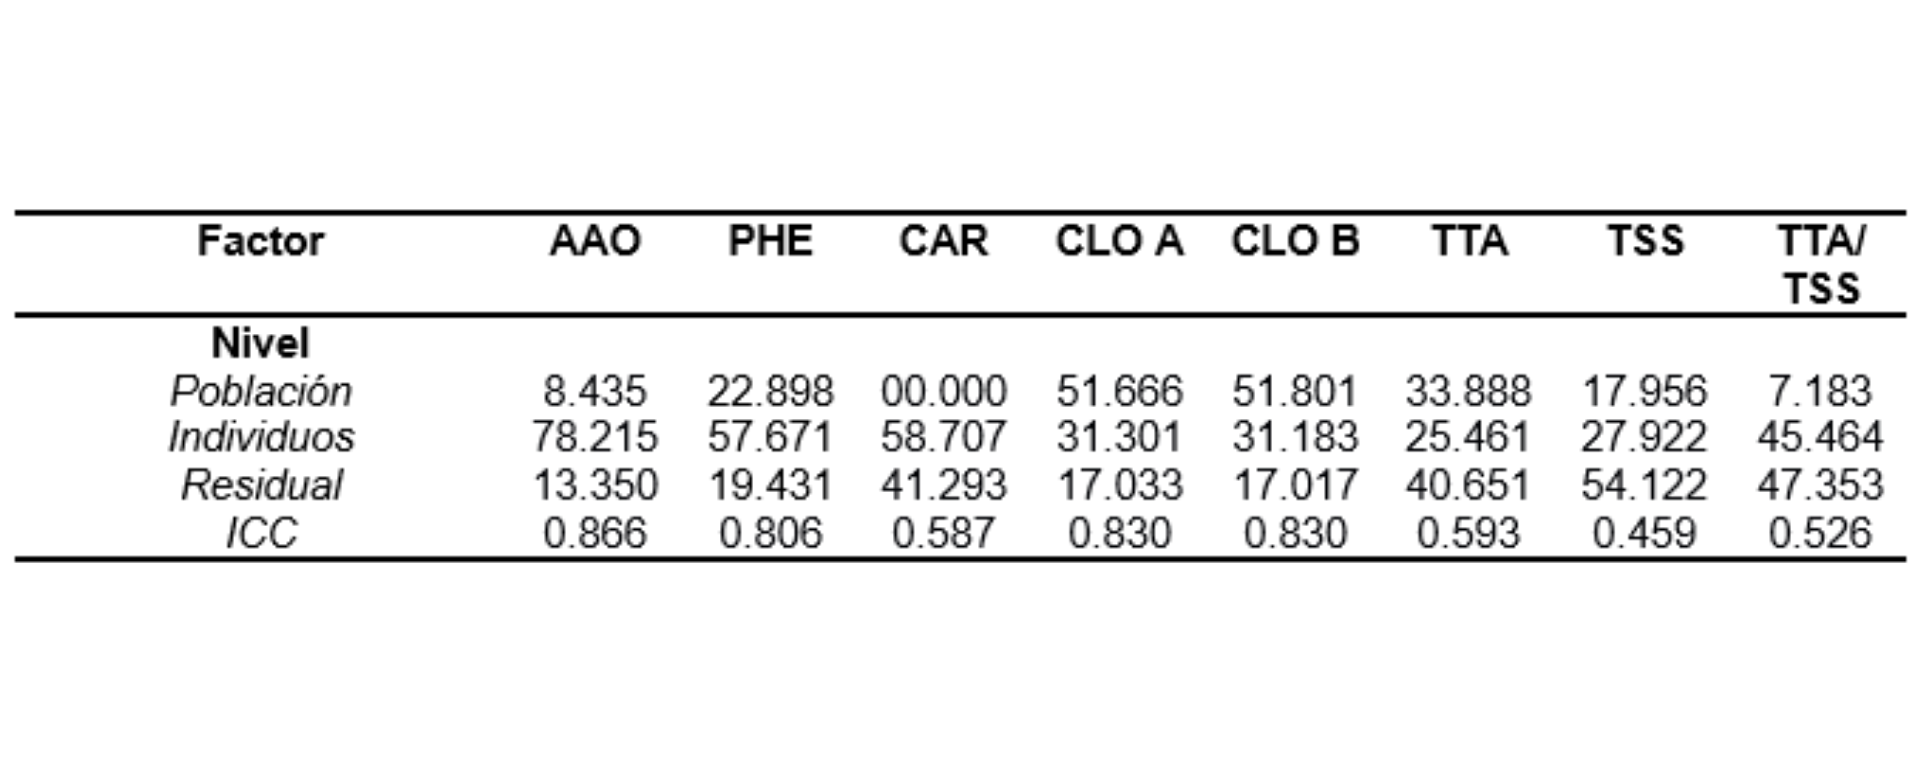 Factor AAO PHE CAR CLO A CLO B TTA TSS TTA/
TSS
Nivel
Población 8.435 22.898 00.000 51.666 51.801 33.888 17.956 7.183
Individuos 78.215 57.671 58.707 31.301 31.183 25.461 27.922 45.464
Residual 13.350 19.431 41.293 17.033 17.017 40.651 54.122 47.353
ICC 0.866 0.806 0.587 0.830 0.830 0.593 0.459 0.526